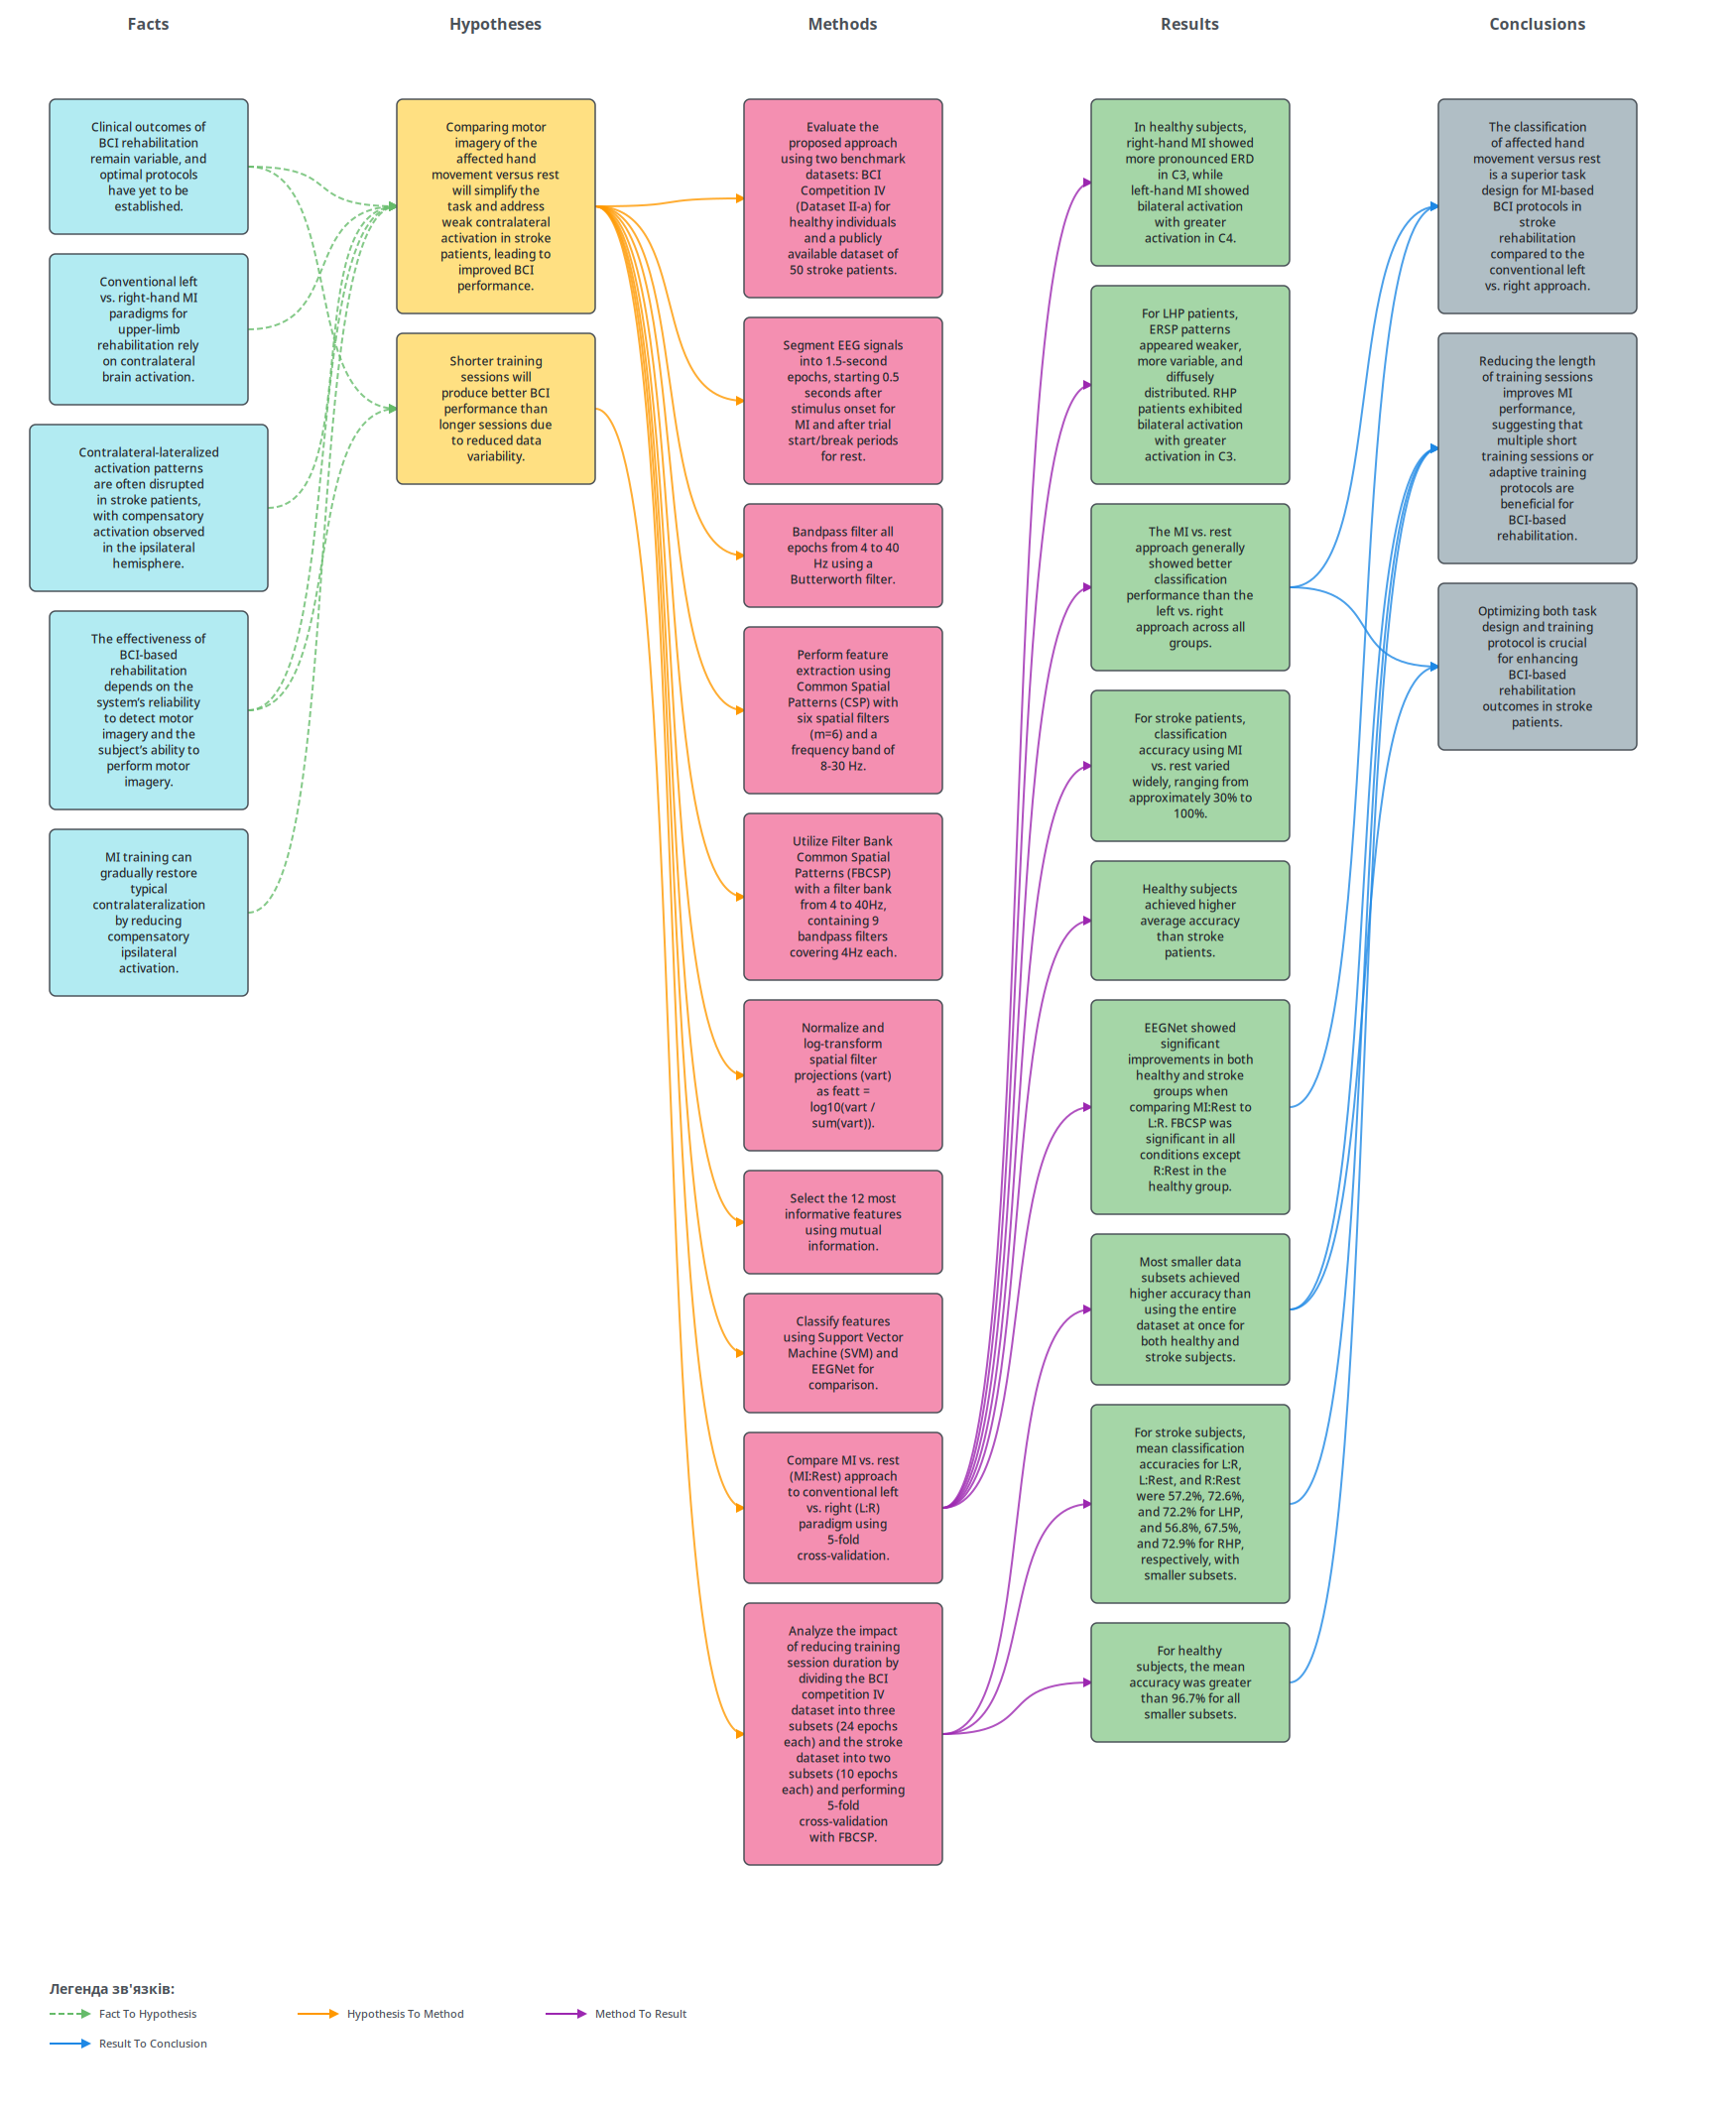 Facts
Hypotheses
Methods
Results
Conclusions
Clinical outcomes of
BCI rehabilitation
remain variable, and
optimal protocols
have yet to be
established.
Conventional left
vs. right-hand MI
paradigms for
upper-limb
rehabilitation rely
on contralateral
brain activation.
Contralateral-lateralized
activation patterns
are often disrupted
in stroke patients,
with compensatory
activation observed
in the ipsilateral
hemisphere.
The effectiveness of
BCI-based
rehabilitation
depends on the
system's reliability
to detect motor
imagery and the
subject's ability to
perform motor
imagery.
MI training can
gradually restore
typical
contralateralization
by reducing
compensatory
ipsilateral
activation.
Comparing motor
imagery of the
affected hand
movement versus rest
will simplify the
task and address
weak contralateral
activation in stroke
patients, leading to
improved BCI
performance.
Shorter training
sessions will
produce better BCI
performance than
longer sessions due
to reduced data
variability.
Evaluate the
proposed approach
using two benchmark
datasets: BCI
Competition IV
(Dataset II-a) for
healthy individuals
and a publicly
available dataset of
50 stroke patients.
Segment EEG signals
into 1.5-second
epochs, starting 0.5
seconds after
stimulus onset for
MI and after trial
start/break periods
for rest.
Bandpass filter all
epochs from 4 to 40
Hz using a
Butterworth filter.
Perform feature
extraction using
Common Spatial
Patterns (CSP) with
six spatial filters
(m=6) and a
frequency band of
8-30 Hz.
Utilize Filter Bank
Common Spatial
Patterns (FBCSP)
with a filter bank
from 4 to 40Hz,
containing 9
bandpass filters
covering 4Hz each.
Normalize and
log-transform
spatial filter
projections (vart)
as featt =
log10(vart /
sum(vart)).
Select the 12 most
informative features
using mutual
information.
Classify features
using Support Vector
Machine (SVM) and
EEGNet for
comparison.
Compare MI vs. rest
(MI:Rest) approach
to conventional left
vs. right (L:R)
paradigm using
5-fold
cross-validation.
Analyze the impact
of reducing training
session duration by
dividing the BCI
competition IV
dataset into three
subsets (24 epochs
each) and the stroke
dataset into two
subsets (10 epochs
each) and performing
5-fold
cross-validation
with FBCSP.
In healthy subjects,
right-hand MI showed
more pronounced ERD
in C3, while
left-hand MI showed
bilateral activation
with greater
activation in C4.
For LHP patients,
ERSP patterns
appeared weaker,
more variable, and
diffusely
distributed. RHP
patients exhibited
bilateral activation
with greater
activation in C3.
The MI vs. rest
approach generally
showed better
classification
performance than the
left vs. right
approach across all
groups.
For stroke patients,
classification
accuracy using MI
vs. rest varied
widely, ranging from
approximately 30% to
100%.
Healthy subjects
achieved higher
average accuracy
than stroke
patients.
EEGNet showed
significant
improvements in both
healthy and stroke
groups when
comparing MI:Rest to
L:R. FBCSP was
significant in all
conditions except
R:Rest in the
healthy group.
Most smaller data
subsets achieved
higher accuracy than
using the entire
dataset at once for
both healthy and
stroke subjects.
For stroke subjects,
mean classification
accuracies for L:R,
L:Rest, and R:Rest
were 57.2%, 72.6%,
and 72.2% for LHP,
and 56.8%, 67.5%,
and 72.9% for RHP,
respectively, with
smaller subsets.
For healthy
subjects, the mean
accuracy was greater
than 96.7% for all
smaller subsets.
The classification
of affected hand
movement versus rest
is a superior task
design for MI-based
BCI protocols in
stroke
rehabilitation
compared to the
conventional left
vs. right approach.
Reducing the length
of training sessions
improves MI
performance,
suggesting that
multiple short
training sessions or
adaptive training
protocols are
beneficial for
BCI-based
rehabilitation.
Optimizing both task
design and training
protocol is crucial
for enhancing
BCI-based
rehabilitation
outcomes in stroke
patients.
Легенда зв'язків:
Fact To Hypothesis
Hypothesis To Method
Method To Result
Result To Conclusion